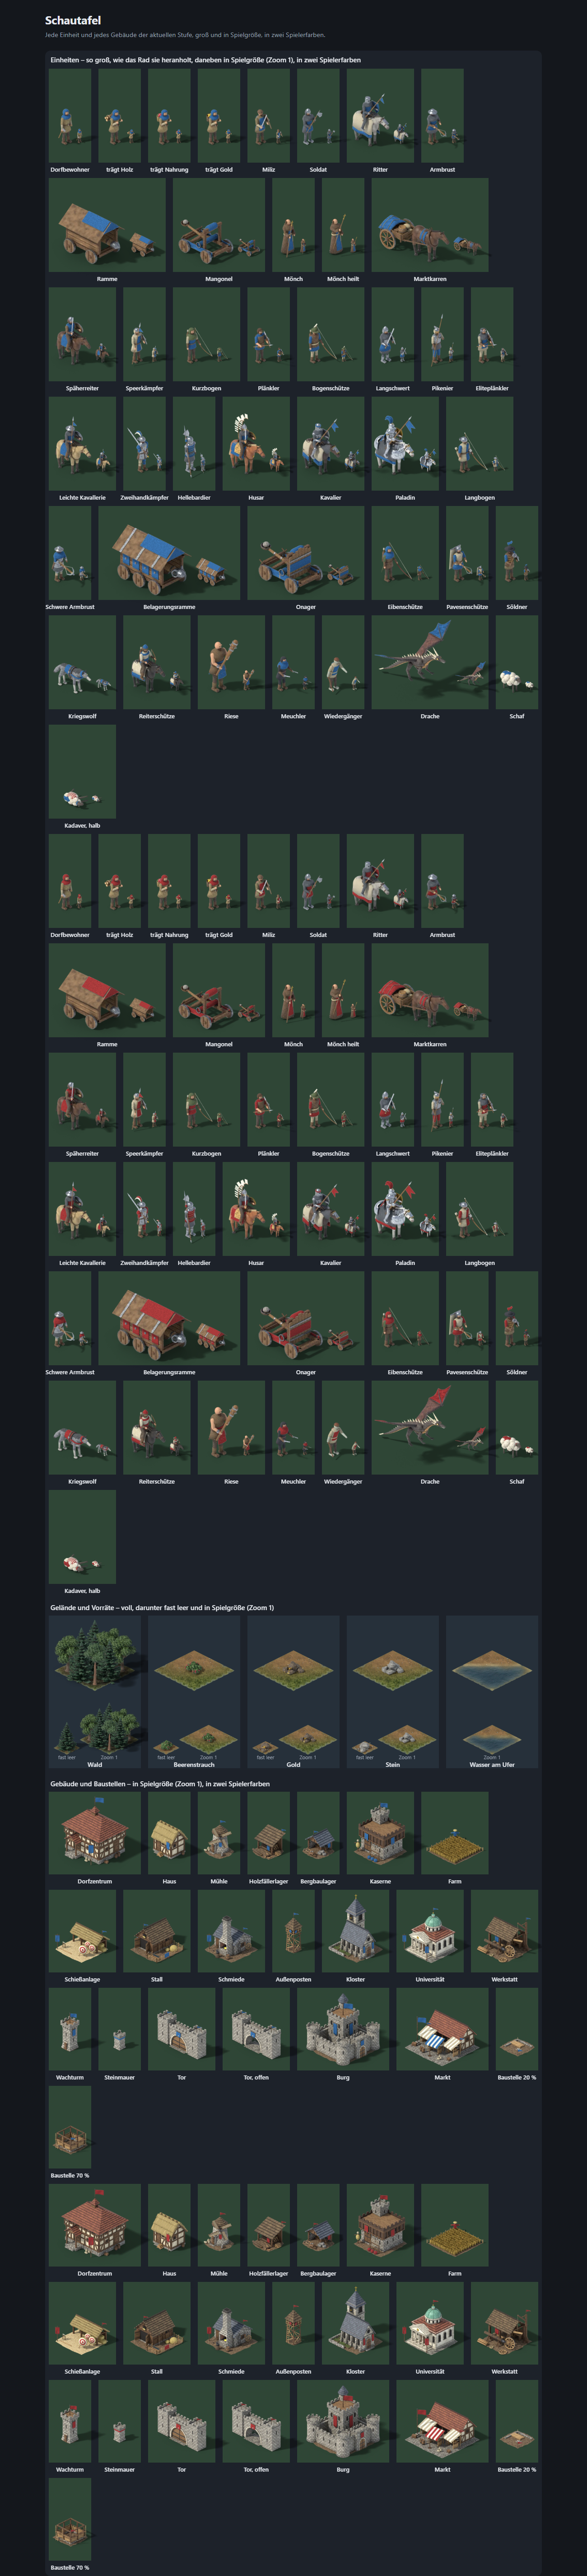 Schautafel
Jede Einheit und jedes Gebäude der aktuellen Stufe, groß und in Spielgröße, in zwei Spielerfarben.
Einheiten – so groß, wie das Rad sie heranholt, daneben in Spielgröße (Zoom 1), in zwei Spielerfarben
Dorfbewohner trägt Holz trägt Nahrung trägt Gold Miliz Soldat Ritter Armbrust
Ramme Mangonel Mönch Mönch heilt Marktkarren
Späherreiter Speerkämpfer Kurzbogen Plänkler Bogenschütze Langschwert Pikenier Eliteplänkler
Leichte Kavallerie Zweihandkämpfer Hellebardier Husar Kavalier Paladin Langbogen
Schwere Armbrust Belagerungsramme Onager Eibenschütze Pavesenschütze Söldner
Kriegswolf Reiterschütze Riese Meuchler Wiedergänger Drache Schaf
Kadaver, halb
Dorfbewohner trägt Holz trägt Nahrung trägt Gold Miliz Soldat Ritter Armbrust
Ramme Mangonel Mönch Mönch heilt Marktkarren
Späherreiter Speerkämpfer Kurzbogen Plänkler Bogenschütze Langschwert Pikenier Eliteplänkler
Leichte Kavallerie Zweihandkämpfer Hellebardier Husar Kavalier Paladin Langbogen
Schwere Armbrust Belagerungsramme Onager Eibenschütze Pavesenschütze Söldner
Kriegswolf Reiterschütze Riese Meuchler Wiedergänger Drache Schaf
Kadaver, halb
Gelände und Vorräte – voll, darunter fast leer und in Spielgröße (Zoom 1)
fast leer Zoom 1 fast leer Zoom 1 fast leer Zoom 1 fast leer Zoom 1 Zoom 1
Wald Beerenstrauch Gold Stein Wasser am Ufer
Gebäude und Baustellen – in Spielgröße (Zoom 1), in zwei Spielerfarben
Dorfzentrum Haus Mühle Holzfällerlager Bergbaulager Kaserne Farm
Schießanlage Stall Schmiede Außenposten Kloster Universität Werkstatt
Wachturm Steinmauer Tor Tor, offen Burg Markt Baustelle 20 %
Baustelle 70 %
Dorfzentrum Haus Mühle Holzfällerlager Bergbaulager Kaserne Farm
Schießanlage Stall Schmiede Außenposten Kloster Universität Werkstatt
Wachturm Steinmauer Tor Tor, offen Burg Markt Baustelle 20 %
Baustelle 70 %